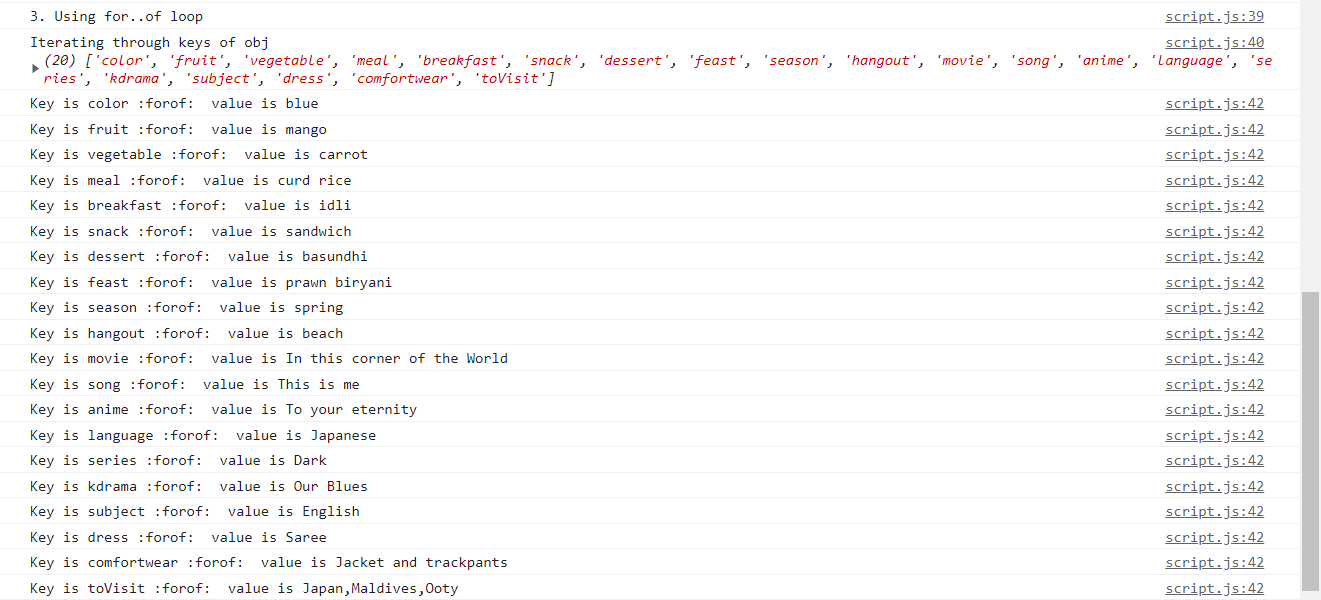 3. Using for..of loop script.js:39
Iterating through keys of obj script.js:40
(20) ['color', 'fruit', 'vegetable', 'meal', 'breakfast', 'snack', 'dessert', 'feast', 'season', 'hangout', 'movie', 'song', 'anime', 'language', 'se
ries', 'kdrama', 'subject', 'dress', 'comfortwear', 'toVisit']
Key is color :forof:  value is blue script.js:42
Key is fruit :forof:  value is mango script.js:42
Key is vegetable :forof:  value is carrot script.js:42
Key is meal :forof:  value is curd rice script.js:42
Key is breakfast :forof:  value is idli script.js:42
Key is snack :forof:  value is sandwich script.js:42
Key is dessert :forof:  value is basundhi script.js:42
Key is feast :forof:  value is prawn biryani script.js:42
Key is season :forof:  value is spring script.js:42
Key is hangout :forof:  value is beach script.js:42
Key is movie :forof:  value is In this corner of the World script.js:42
Key is song :forof:  value is This is me script.js:42
Key is anime :forof:  value is To your eternity script.js:42
Key is language :forof:  value is Japanese script.js:42
Key is series :forof:  value is Dark script.js:42
Key is kdrama :forof:  value is Our Blues script.js:42
Key is subject :forof:  value is English script.js:42
Key is dress :forof:  value is Saree script.js:42
Key is comfortwear :forof:  value is Jacket and trackpants script.js:42
Key is toVisit :forof:  value is Japan,Maldives,Ooty script.js:42